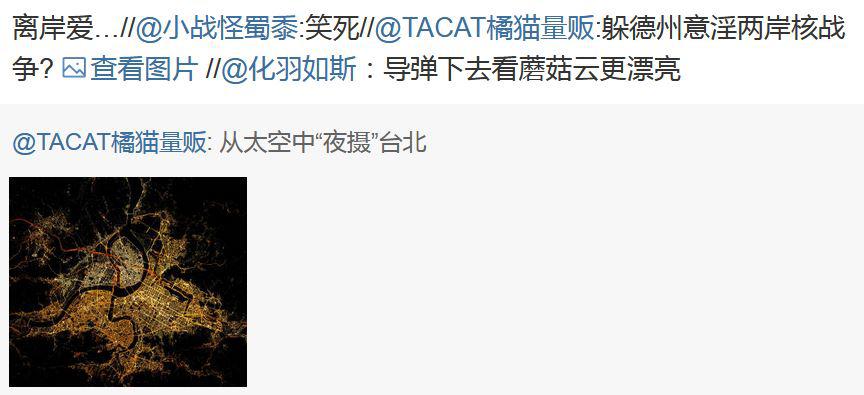 离岸爱...//@小战怪蜀黍:笑死//@TACAT橘猫量贩:躲德州意淫两岸核战
争? 查看图片 //@化羽如斯：导弹下去看蘑菇云更漂亮
@TACAT橘猫量贩: 从太空中“夜摄”台北